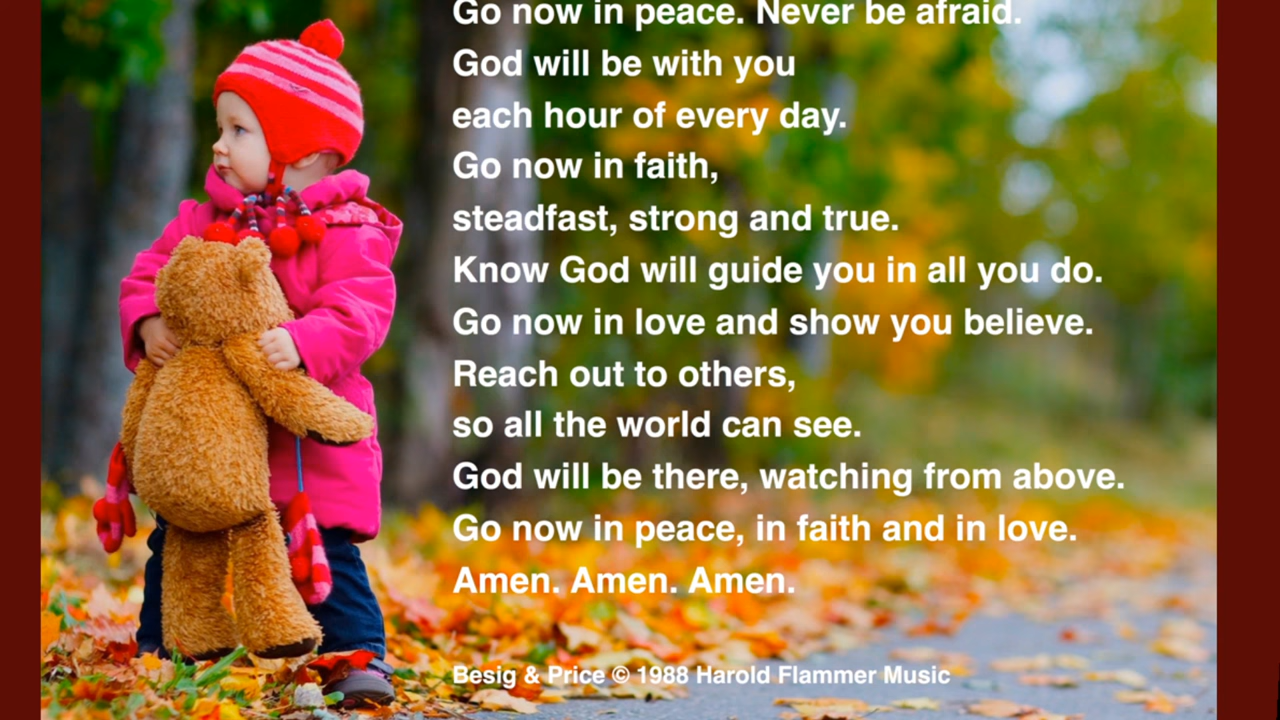 Go now in peace. Never be afraid.
God will be with you
each hour of every day.
Go now in faith,
steadfast, strong and true.
Know God will guide you in all you do.
Go now in love and show you believe.
Reach out to others,
so all the world can see.
God will be there, watching from above.
Go now in peace, in faith and in love.
Amen. Amen. Amen.
Besig & Price © 1988 Harold Flammer Music